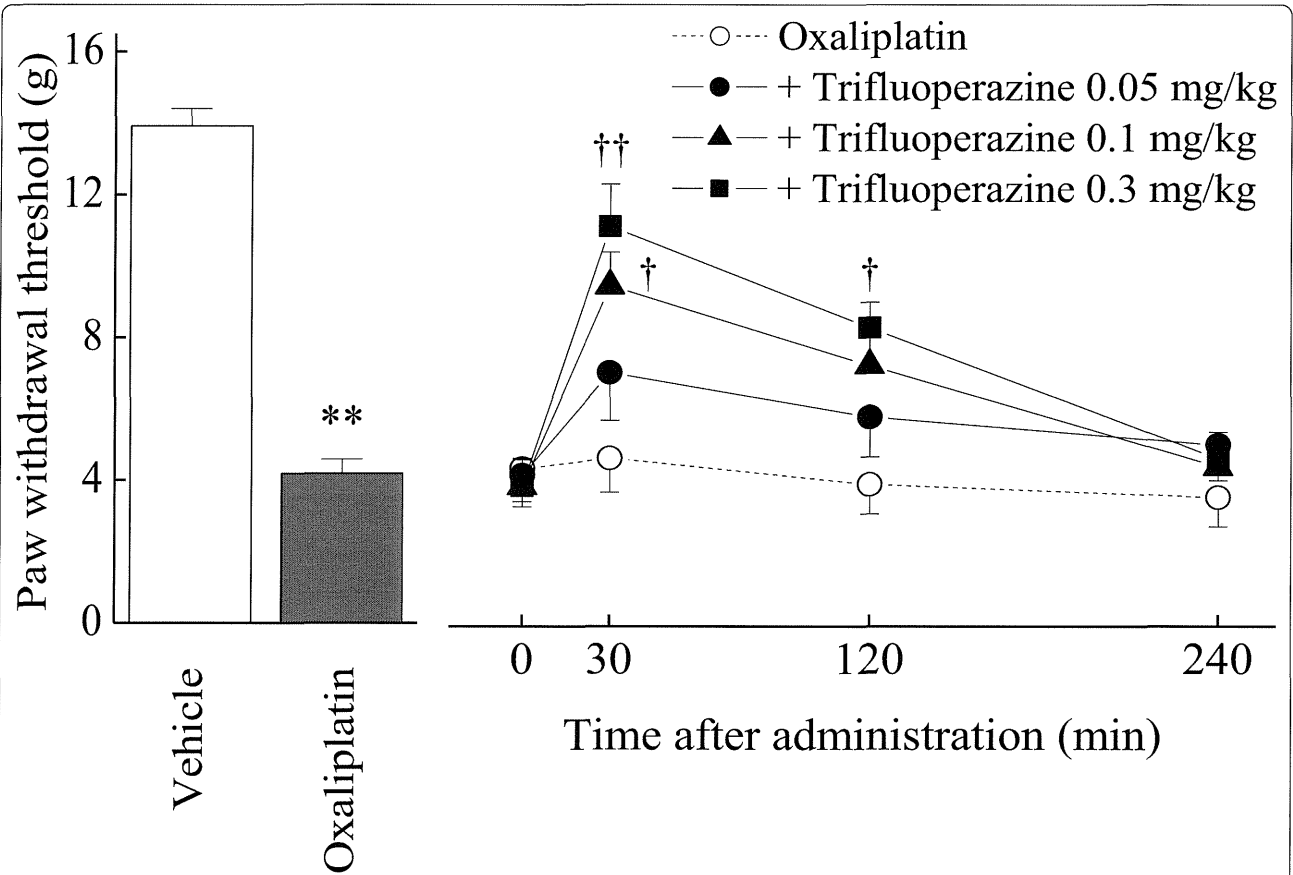 Paw withdrawal threshold (g)
16
12
8
4
0
**
Vehicle
Oxaliplatin
Oxaliplatin
+ Trifluoperazine 0.05 mg/kg
+ Trifluoperazine 0.1 mg/kg
+ Trifluoperazine 0.3 mg/kg
††
†
†
0 30 120 240
Time after administration (min)